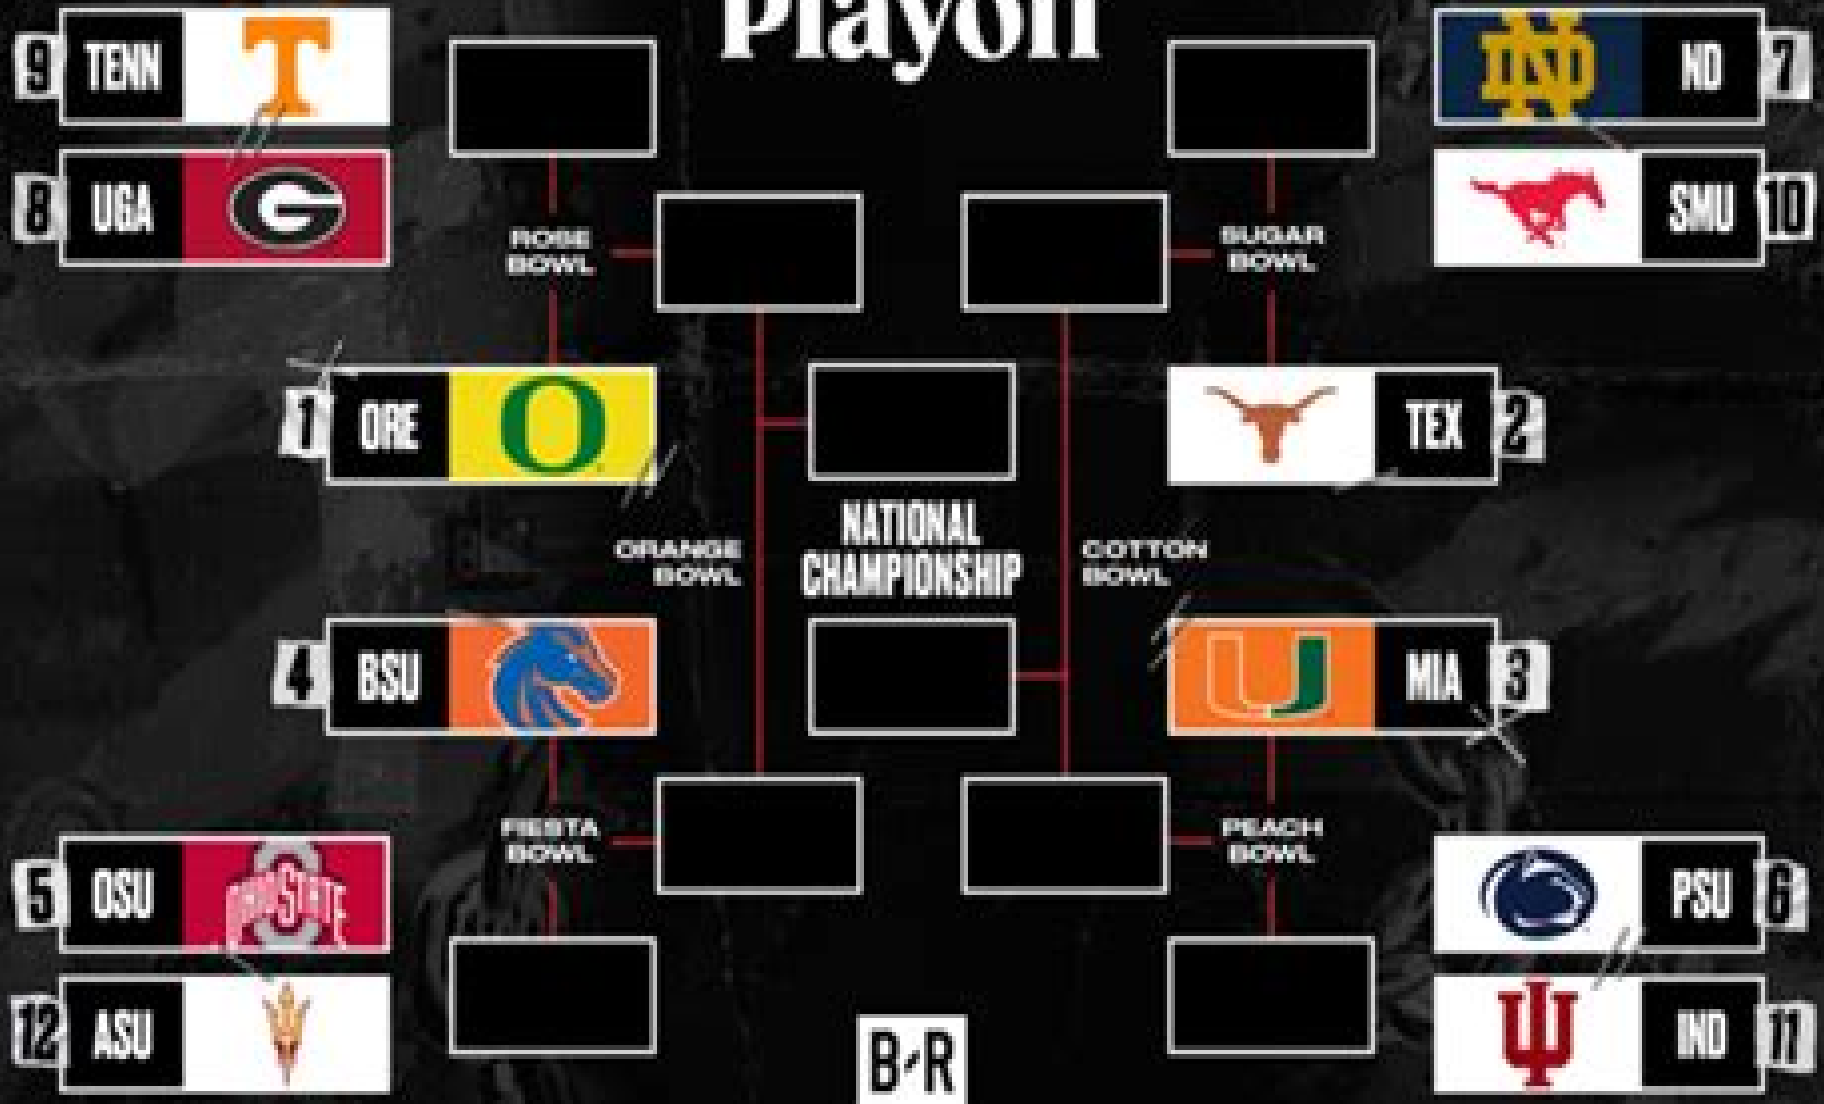 Playoff
9 TENN
8 UGA
ROSE
BOWL
1 ORE
ORANGE
BOWL
4 BSU
FIESTA
BOWL
5 OSU
OHIO STATE
12 ASU
NATIONAL
CHAMPIONSHIP
B/R
ND 7
SMU 10
SUGAR
BOWL
TEX 2
COTTON
BOWL
MIA 3
PEACH
BOWL
PSU 6
IND 11